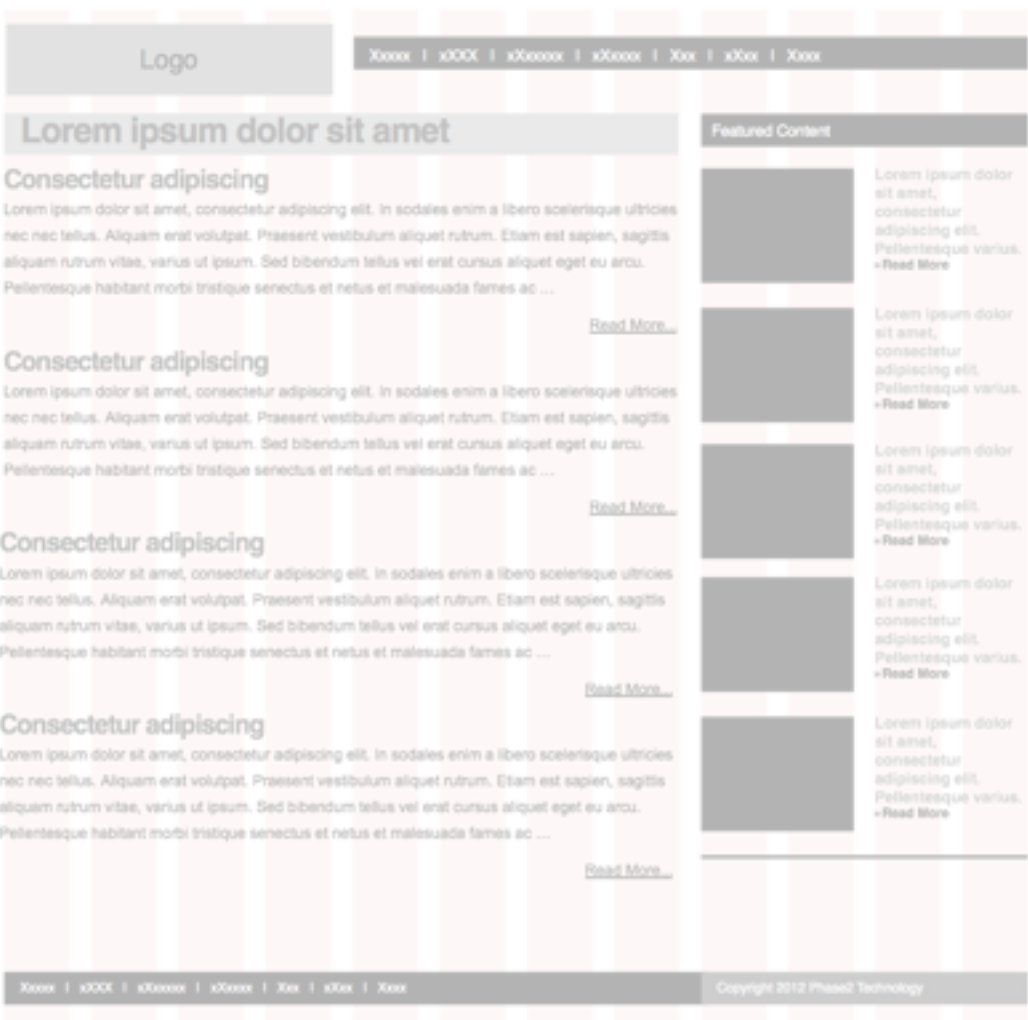 Logo
Xxxxx | xXXX | xXxxxxx | xXxxxx | Xxx | xXxx | Xxxx
Lorem ipsum dolor sit amet
Consectetur adipiscing
Lorem ipsum dolor sit amet, consectetur adipiscing elit. In sodales enim a libero scelerisque ultricies
nec nec tellus. Aliquam erat volutpat. Praesent vestibulum aliquet rutrum. Etiam est sapien, sagittis
aliquam rutrum vitae, varius ut ipsum. Sed bibendum tellus vel erat cursus aliquet eget eu arcu.
Pellentesque habitant morbi tristique senectus et netus et malesuada fames ac ...
Read More...
Consectetur adipiscing
Lorem ipsum dolor sit amet, consectetur adipiscing elit. In sodales enim a libero scelerisque ultricies
nec nec tellus. Aliquam erat volutpat. Praesent vestibulum aliquet rutrum. Etiam est sapien, sagittis
aliquam rutrum vitae, varius ut ipsum. Sed bibendum tellus vel erat cursus aliquet eget eu arcu.
Pellentesque habitant morbi tristique senectus et netus et malesuada fames ac ...
Read More...
Consectetur adipiscing
Lorem ipsum dolor sit amet, consectetur adipiscing elit. In sodales enim a libero scelerisque ultricies
nec nec tellus. Aliquam erat volutpat. Praesent vestibulum aliquet rutrum. Etiam est sapien, sagittis
aliquam rutrum vitae, varius ut ipsum. Sed bibendum tellus vel erat cursus aliquet eget eu arcu.
Pellentesque habitant morbi tristique senectus et netus et malesuada fames ac ...
Read More...
Consectetur adipiscing
Lorem ipsum dolor sit amet, consectetur adipiscing elit. In sodales enim a libero scelerisque ultricies
nec nec tellus. Aliquam erat volutpat. Praesent vestibulum aliquet rutrum. Etiam est sapien, sagittis
aliquam rutrum vitae, varius ut ipsum. Sed bibendum tellus vel erat cursus aliquet eget eu arcu.
Pellentesque habitant morbi tristique senectus et netus et malesuada fames ac ...
Read More...
Featured Content
Lorem ipsum dolor
sit amet,
consectetur
adipiscing elit.
Pellentesque varius.
» Read More
Lorem ipsum dolor
sit amet,
consectetur
adipiscing elit.
Pellentesque varius.
» Read More
Lorem ipsum dolor
sit amet,
consectetur
adipiscing elit.
Pellentesque varius.
» Read More
Lorem ipsum dolor
sit amet,
consectetur
adipiscing elit.
Pellentesque varius.
» Read More
Lorem ipsum dolor
sit amet,
consectetur
adipiscing elit.
Pellentesque varius.
» Read More
Xxxxx | xXXX | xXxxxxx | xXxxxx | Xxx | xXxx | Xxxx
Copyright 2012 Phase2 Technology